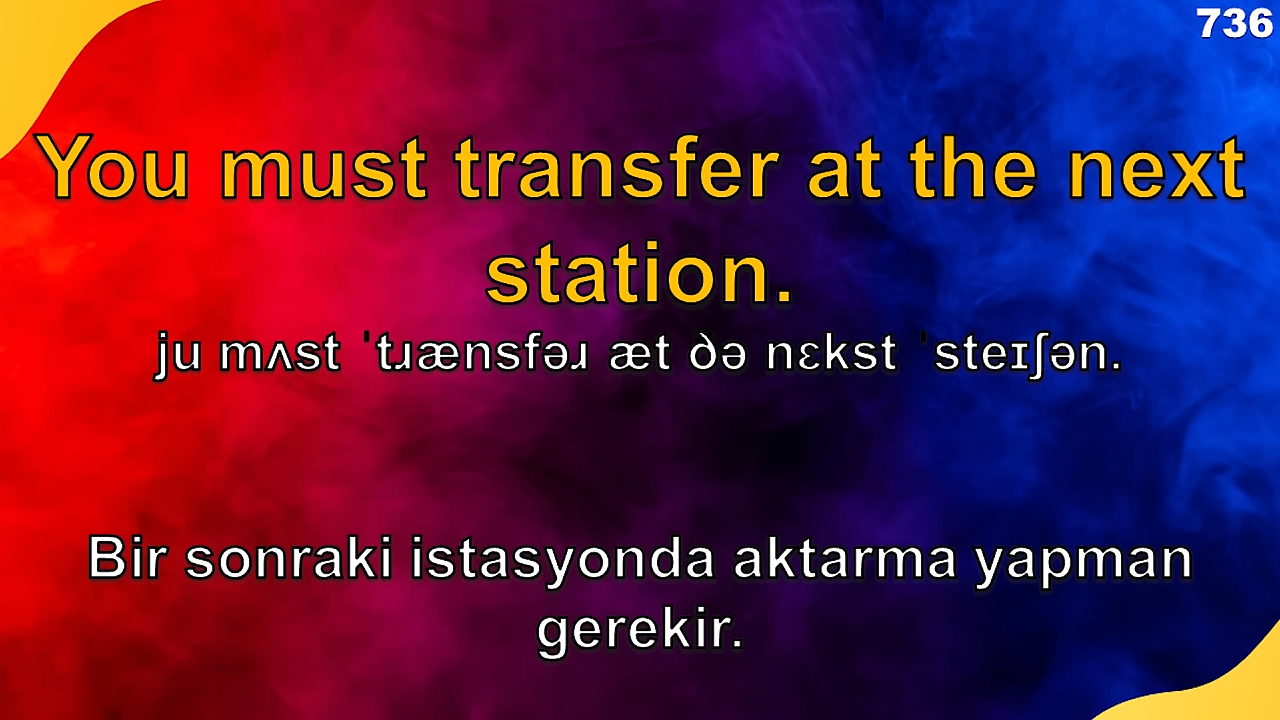 736
You must transfer at the next
station.
ju mʌst ˈtɹænsfəɹ æt ðə nɛkst ˈsteɪʃən.
Bir sonraki istasyonda aktarma yapman
gerekir.